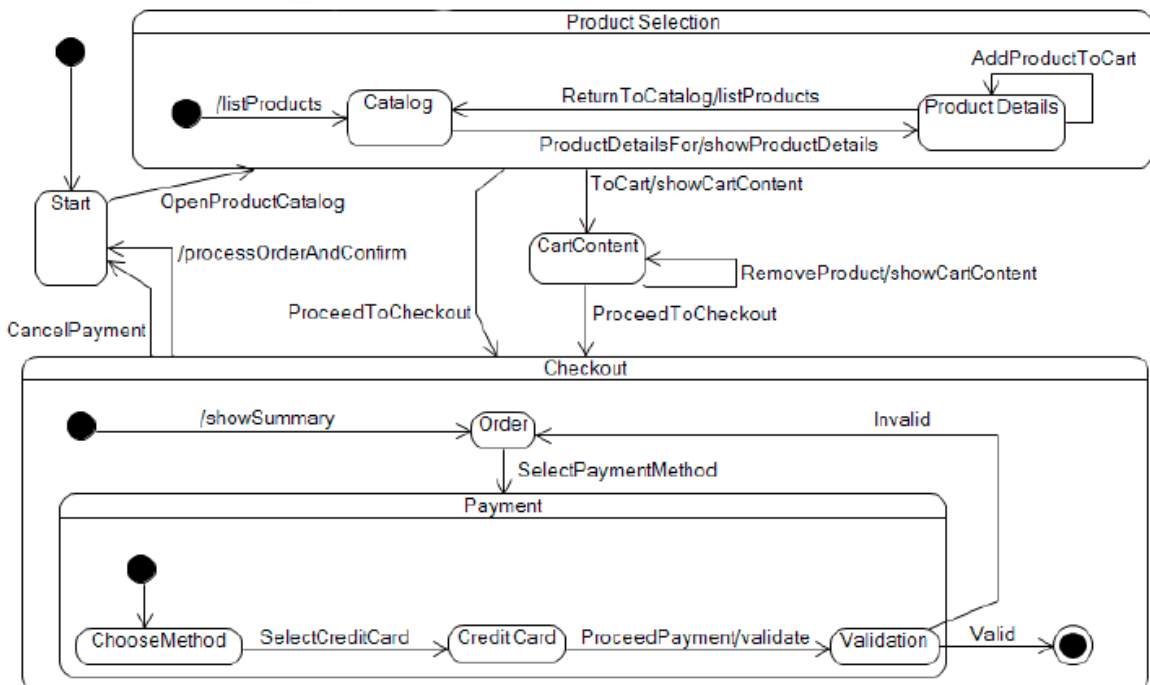 Product Selection
AddProductToCart
/listProducts
Catalog
ReturnToCatalog/listProducts
Product Details
ProductDetailsFor/showProductDetails
Start
OpenProductCatalog
ToCart/showCartContent
/processOrderAndConfirm
CartContent
RemoveProduct/showCartContent
CancelPayment
ProceedToCheckout
ProceedToCheckout
Checkout
/showSummary
Order
Invalid
SelectPaymentMethod
Payment
ChooseMethod
SelectCreditCard
Credit Card
ProceedPayment/validate
Validation
Valid